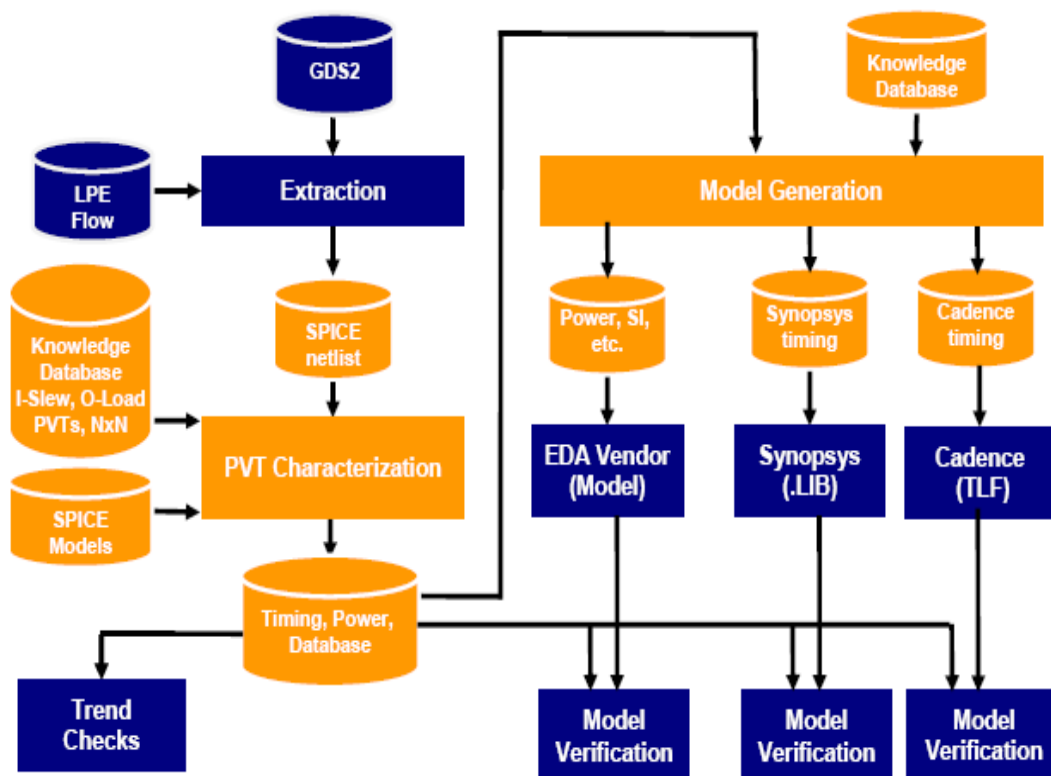 GDS2
Knowledge
Database
LPE
Flow
Extraction
Model Generation
SPICE
netlist
Power, SI,
etc.
Synopsys
timing
Cadence
timing
Knowledge
Database
I-Slew, O-Load
PVTs, NxN
PVT Characterization
EDA Vendor
(Model)
Synopsys
(.LIB)
Cadence
(TLF)
SPICE
Models
Timing, Power,
Database
Trend
Checks
Model
Verification
Model
Verification
Model
Verification